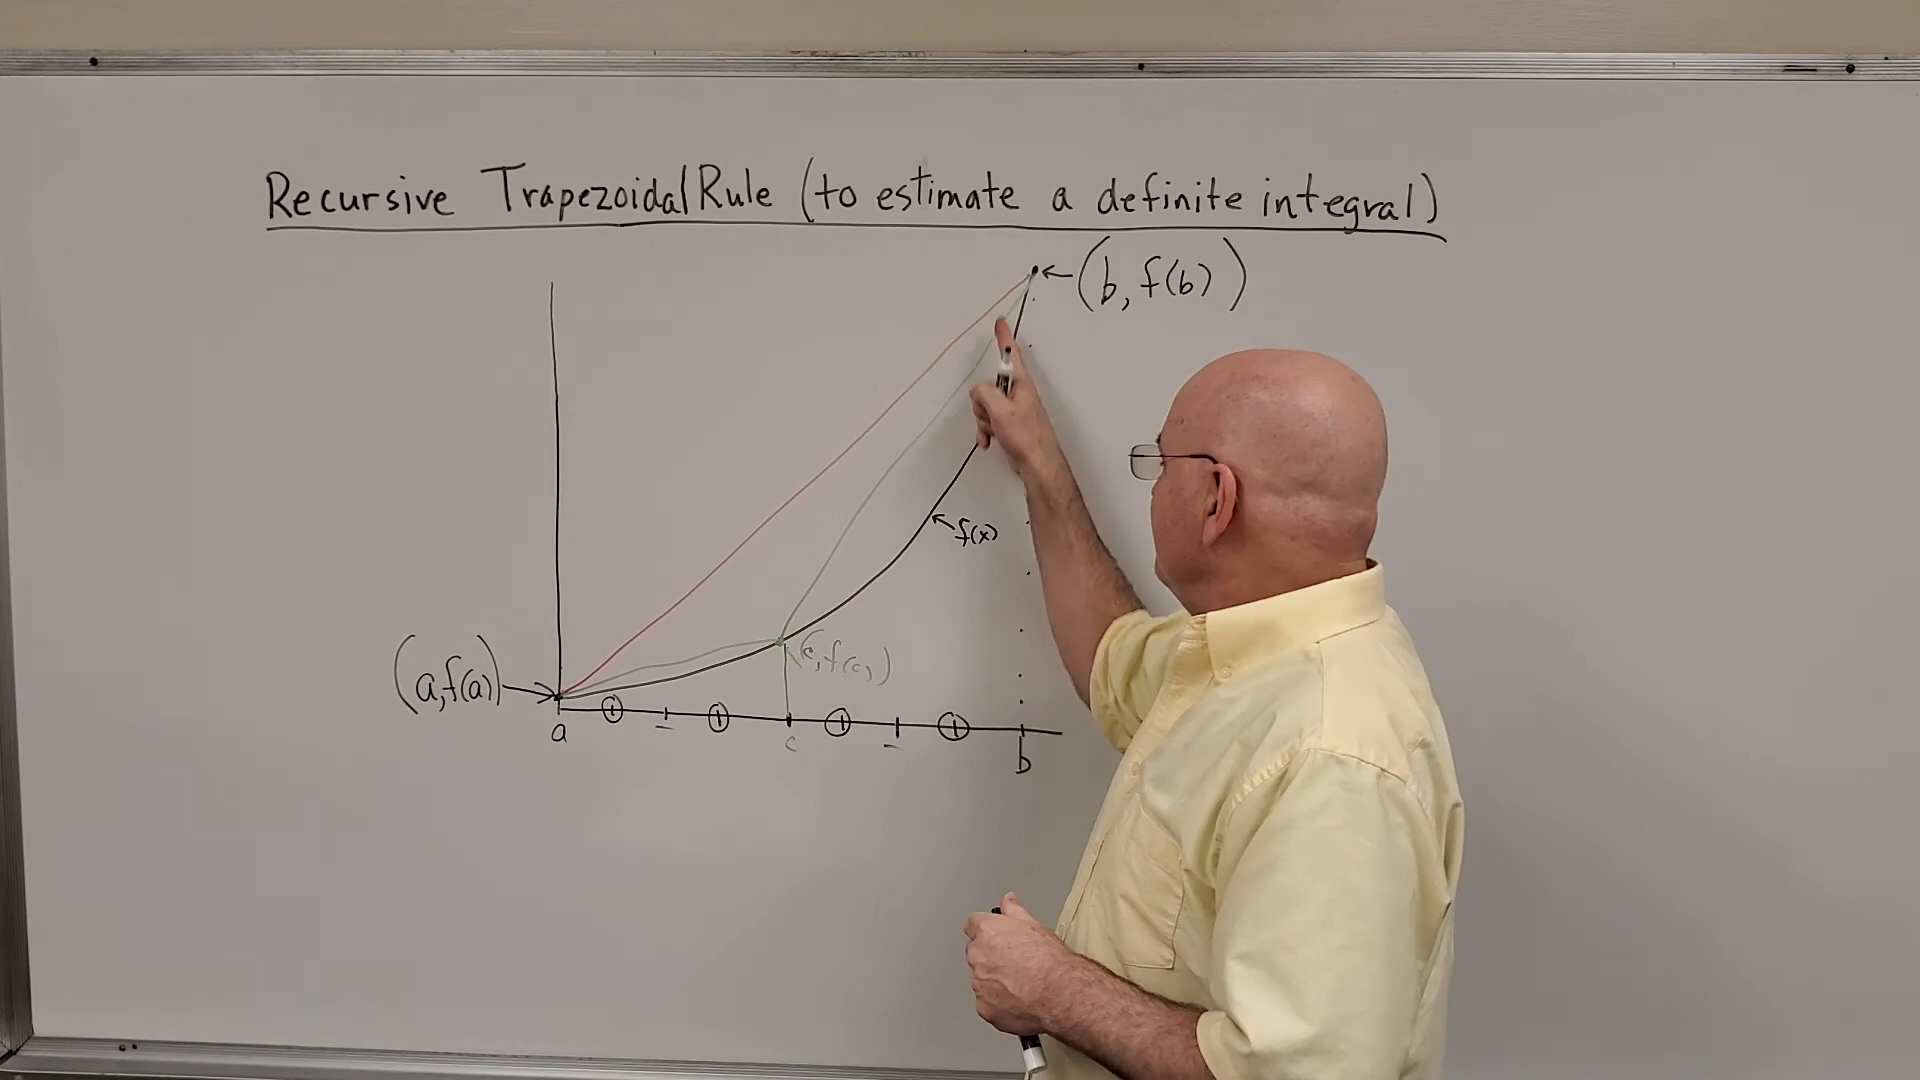 Recursive Trapezoidal Rule (to estimate a definite integral)
(b, f(b))
f(x)
(c, f(c))
(a, f(a))
a
c
b